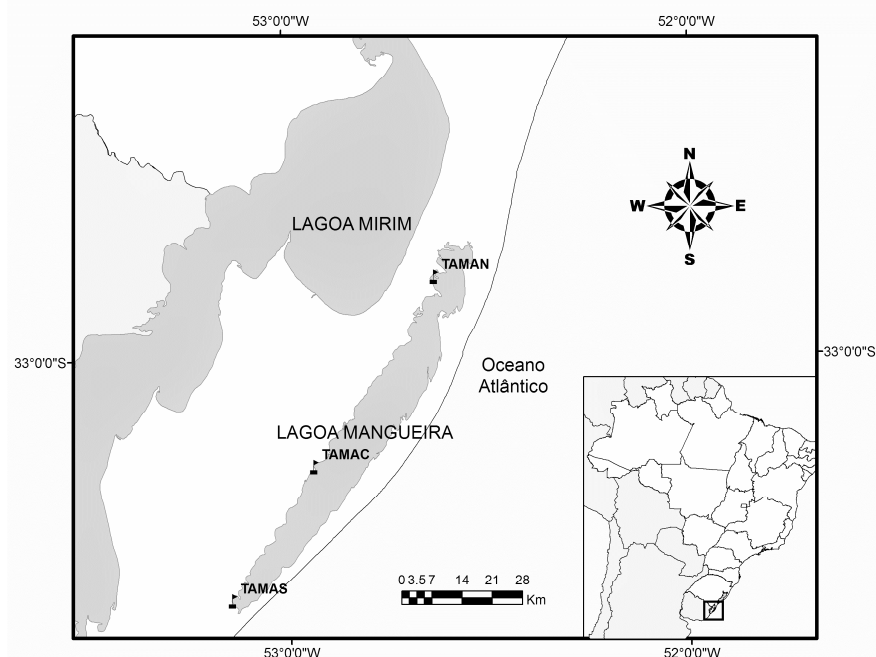 53°0'0"W 52°0'0"W
N
W E
S
LAGOA MIRIM
TAMAN
33°0'0"S 33°0'0"S
Oceano
Atlântico
LAGOA MANGUEIRA
TAMAC
TAMAS
0 3.5 7 14 21 28
Km
53°0'0"W 52°0'0"W